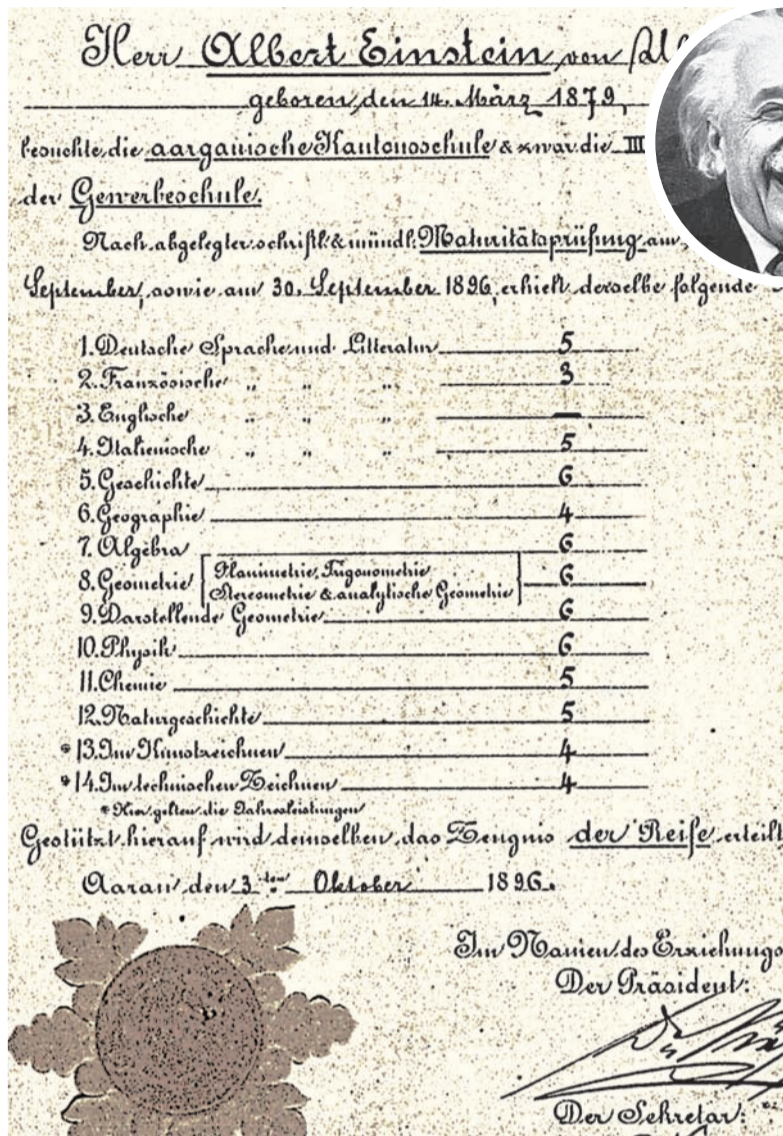 Herr Albert Einstein von Ul
geboren den 14. März 1879,
besuchte die aargauische Kantonsschule & zwar die III
der Gewerbeschule.
Nach abgelegter schriftl. & mündl. Maturitätsprüfung am
September, sowie am 30. September 1896, erhielt derselbe folgende
1. Deutsche Sprache und Litteratur 5
2. Französische „ „ „ 3
3. Englische „ „ „ —
4. Italienische „ „ „ 5
5. Geschichte 6
6. Geographie 4
7. Algebra 6
8. Geometrie [Planimetrie, Trigonometrie
Stereometrie & analytische Geometrie] 6
9. Darstellende Geometrie 6
10. Physik 6
11. Chemie 5
12. Naturgeschichte 5
* 13. Im Kunstzeichnen 4
* 14. Im technischen Zeichnen 4
* Hier gelten die Jahresleistungen
Gestützt hierauf wird demselben das Zeugnis der Reife erteilt
Aarau den 3ten Oktober 1896.
Im Namen des Erziehungs
Der Präsident:
Der Sekretär: